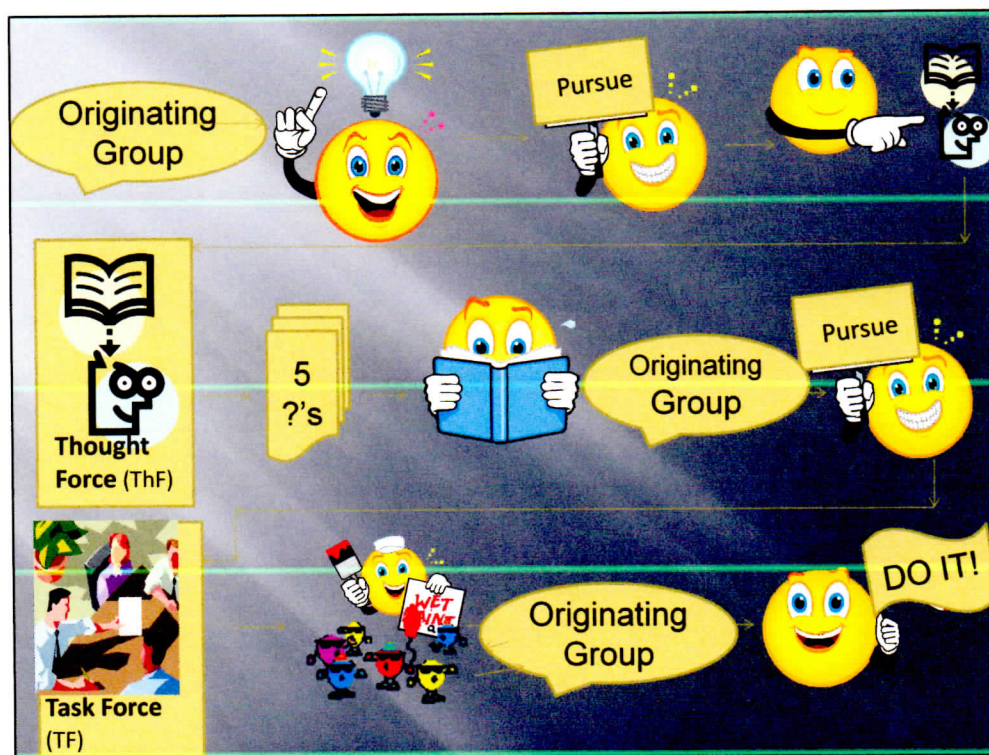 Originating
Group
Pursue
5
?'s
Originating
Group
Pursue
Thought
Force (ThF)
WET
Originating
Group
DO IT!
Task Force
(TF)